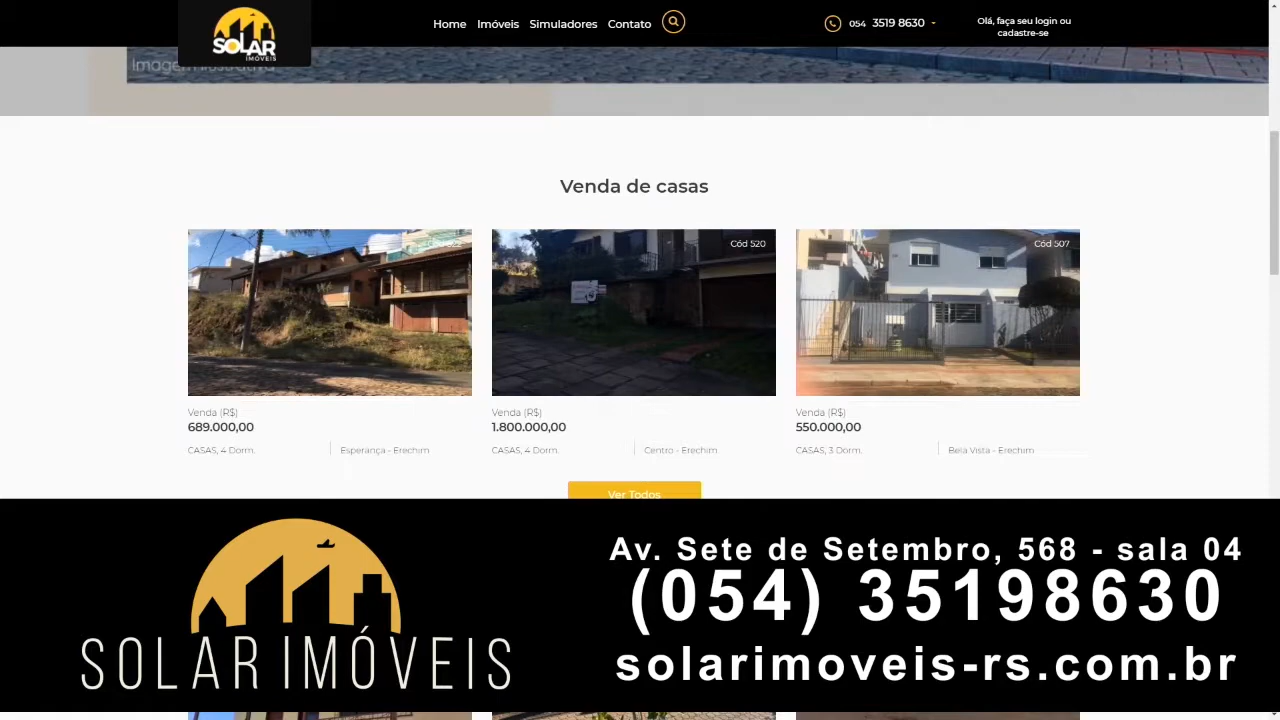 SOLAR
IMÓVEIS
Home Imóveis Simuladores Contato
054 3519 8630
Olá, faça seu login ou
cadastre-se
Venda de casas
Cód 520
Cód 507
Venda (R$)
689.000,00
CASAS, 4 Dorm.
Esperança - Erechim
Venda (R$)
1.800.000,00
CASAS, 4 Dorm.
Centro - Erechim
Venda (R$)
550.000,00
CASAS, 3 Dorm.
Bela Vista - Erechim
Ver Todos
SOLAR IMÓVEIS
Av. Sete de Setembro, 568 - sala 04
(054) 35198630
solarimoveis-rs.com.br